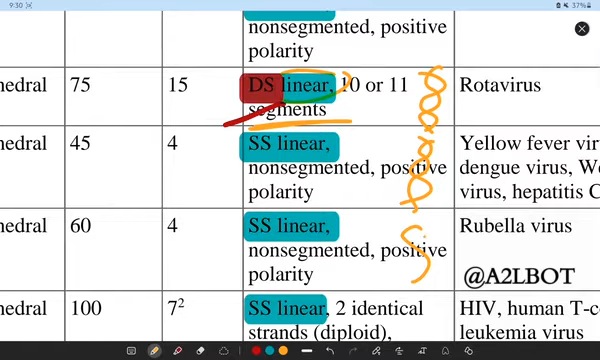 9:30
37%
nonsegmented, positive
polarity
hedral 75 15 DS linear, 10 or 11 Rotavirus
segments
hedral 45 4 SS linear, Yellow fever vir
nonsegmented, positive dengue virus, We
polarity virus, hepatitis C
hedral 60 4 SS linear, Rubella virus
nonsegmented, positive
polarity
@A2LBOT
hedral 100 7² SS linear, 2 identical HIV, human T-c
strands (diploid), leukemia virus